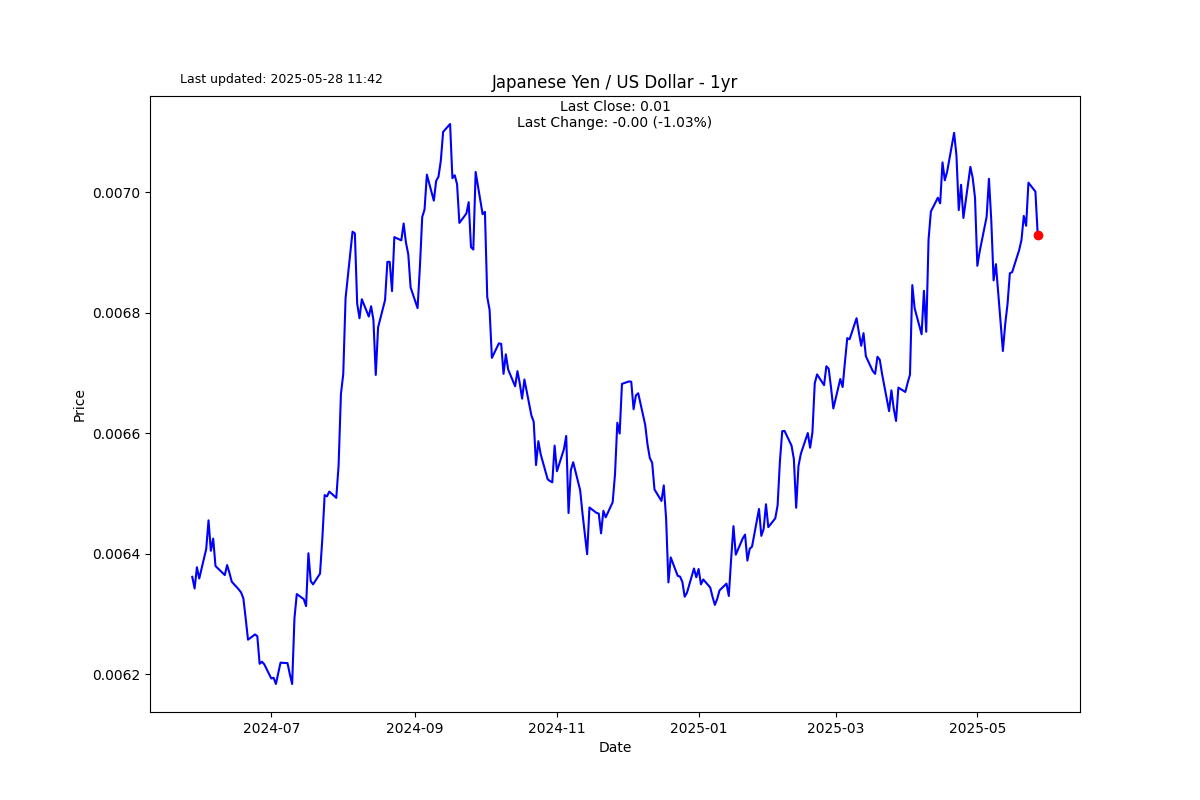 Last updated: 2025-05-28 11:42
Japanese Yen / US Dollar - 1yr
Last Close: 0.01
Last Change: -0.00 (-1.03%)
0.0070
0.0068
0.0066
0.0064
0.0062
Price
2024-07
2024-09
2024-11
2025-01
2025-03
2025-05
Date